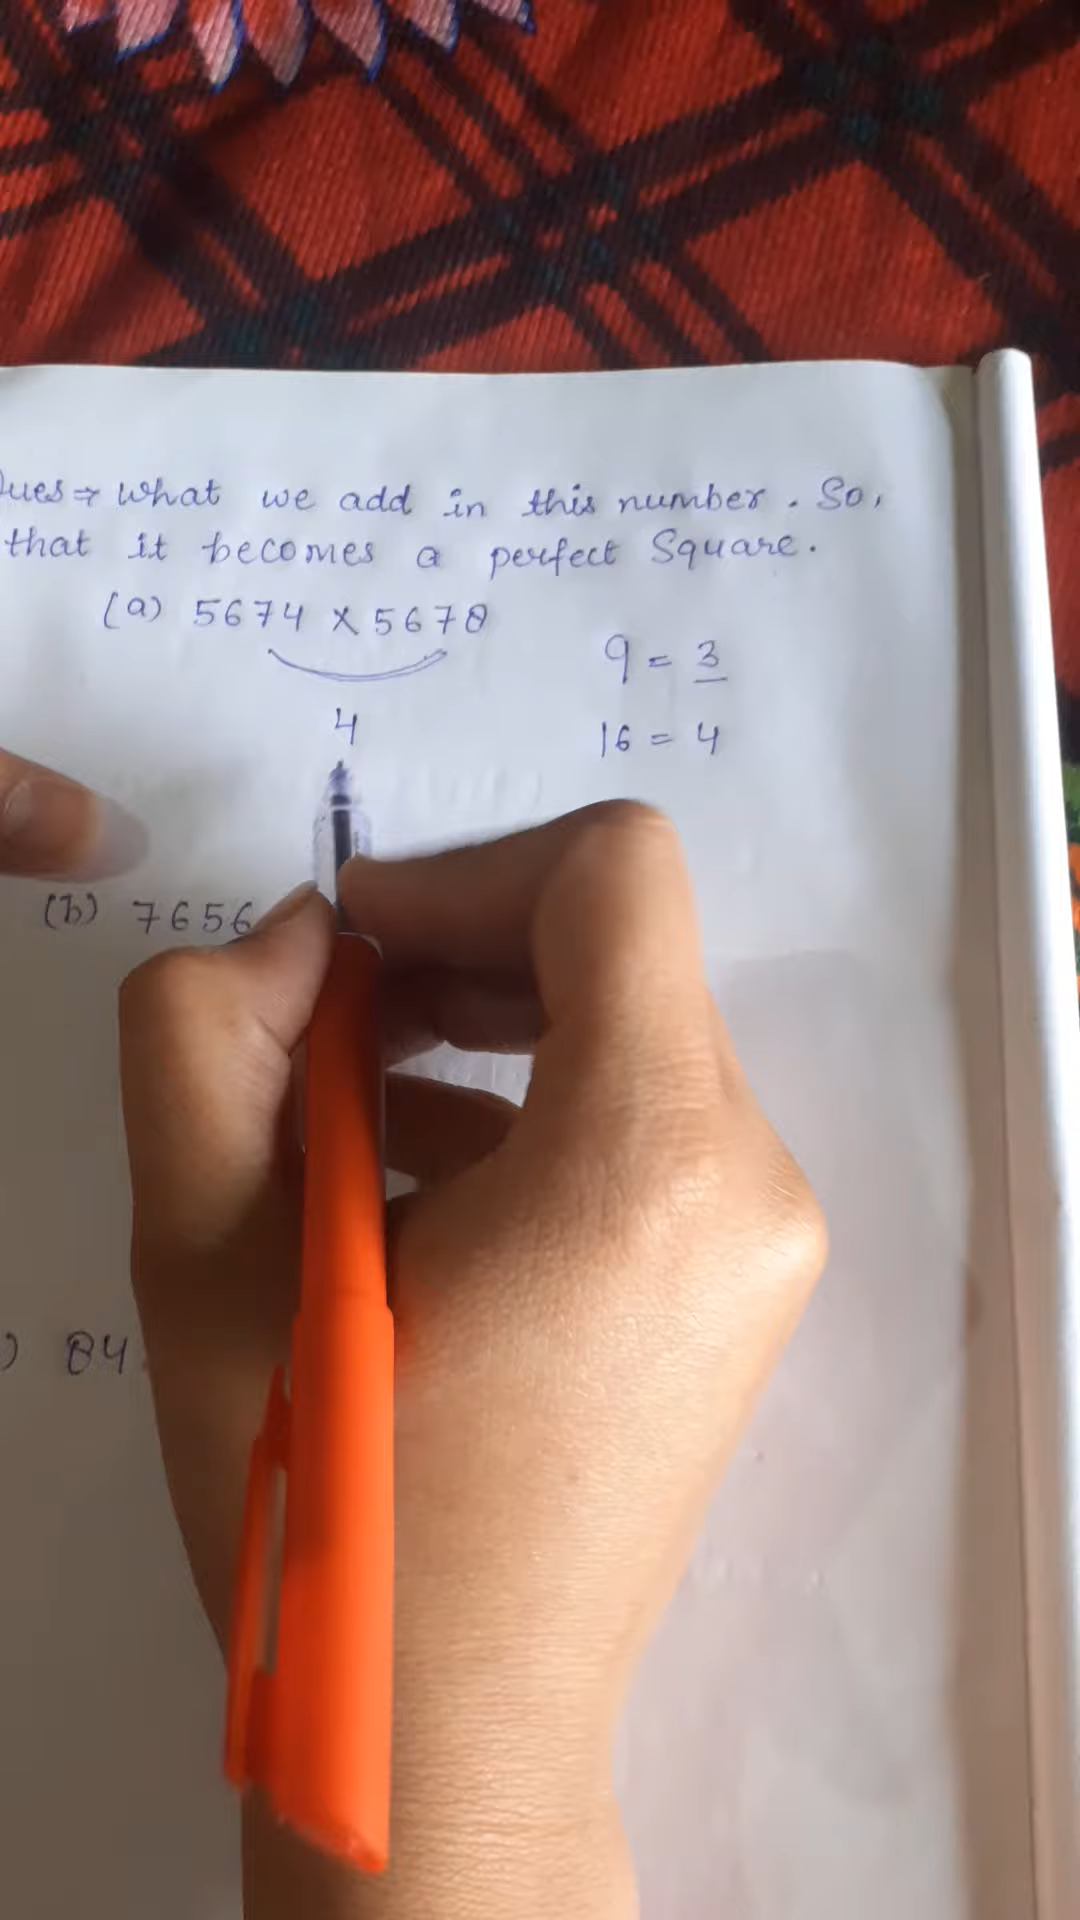 Ques → What we add in this number. So,
that it becomes a perfect Square.
(a) 5674 × 5678
9 = 3
4
16 = 4
(b) 7656
) 84